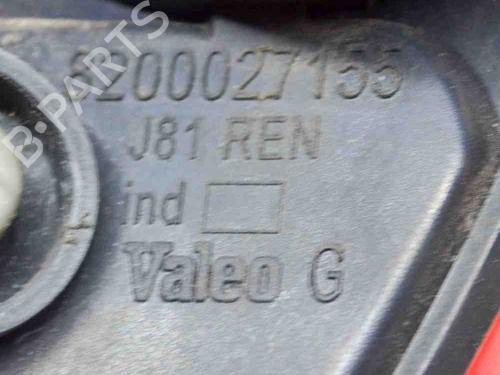 8200027155
J81 REN
ind
Valeo G
B-PARTS